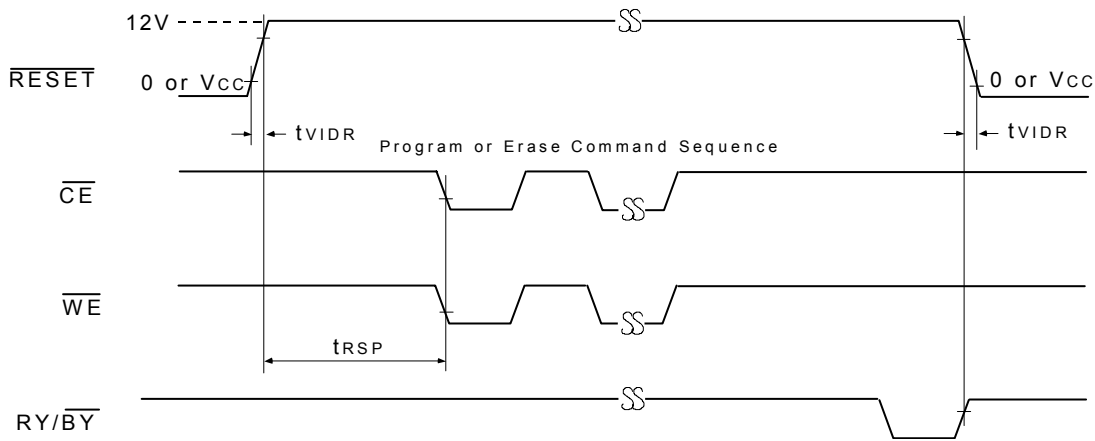 12V
RESET
0 or VCC
0 or VCC
tVIDR
tVIDR
Program or Erase Command Sequence
CE
WE
tRSP
RY/BY